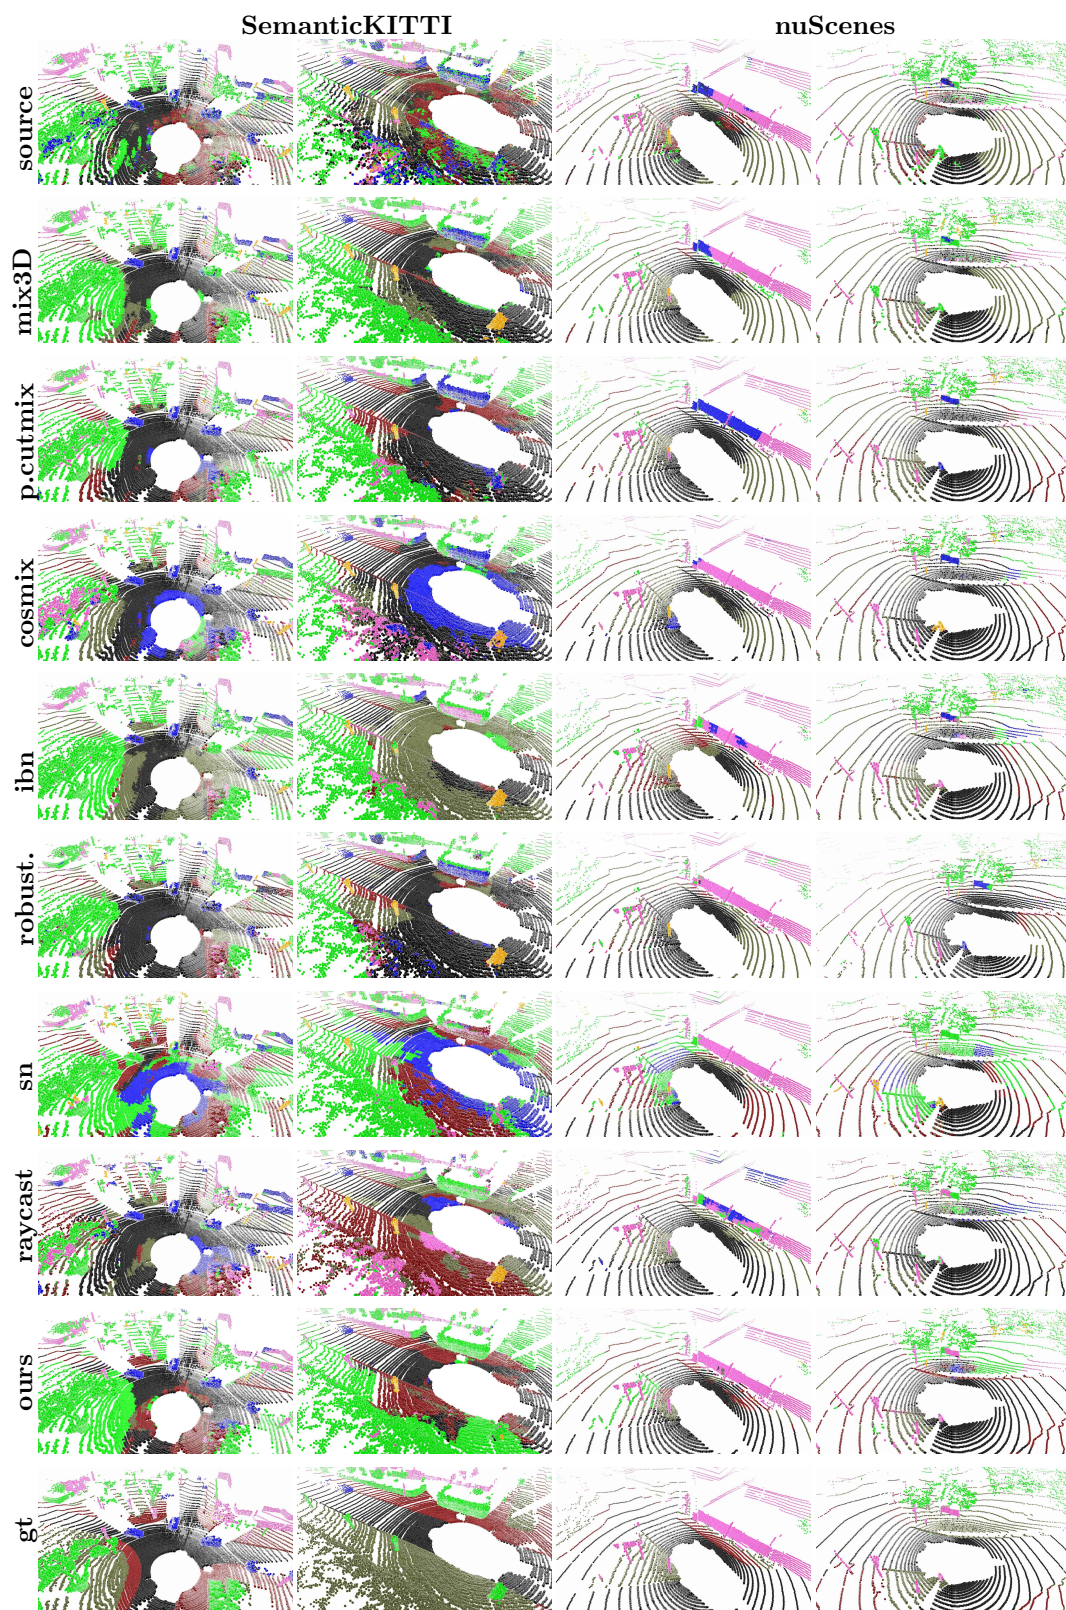 SemanticKITTI
nuScenes
source
mix3D
p.cutmix
cosmix
ibn
robust.
sn
raycast
ours
gt